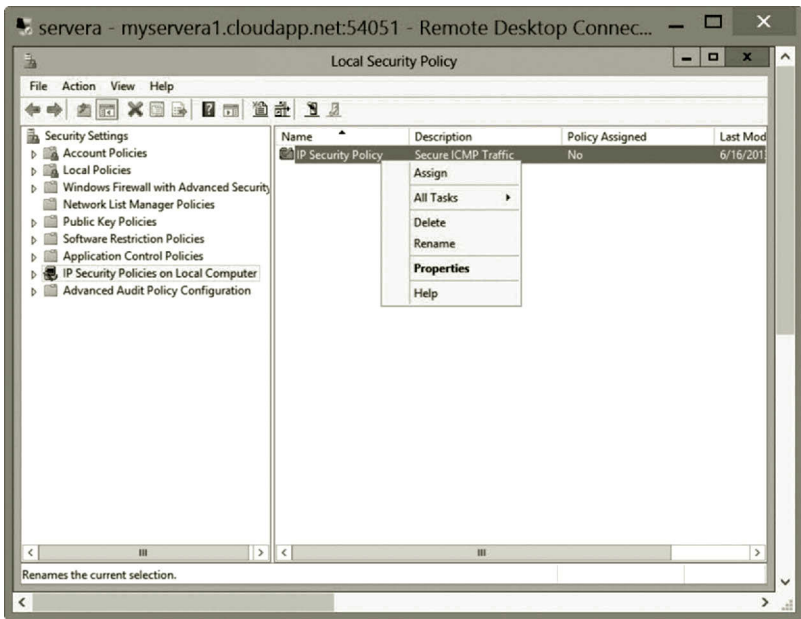 servera - myservera1.cloudapp.net:54051 - Remote Desktop Connec...
Local Security Policy
File Action View Help
Security Settings
Account Policies
Local Policies
Windows Firewall with Advanced Security
Network List Manager Policies
Public Key Policies
Software Restriction Policies
Application Control Policies
IP Security Policies on Local Computer
Advanced Audit Policy Configuration
Name Description Policy Assigned Last Mod
IP Security Policy Secure ICMP Traffic No 6/16/201
Assign
All Tasks
Delete
Rename
Properties
Help
Renames the current selection.